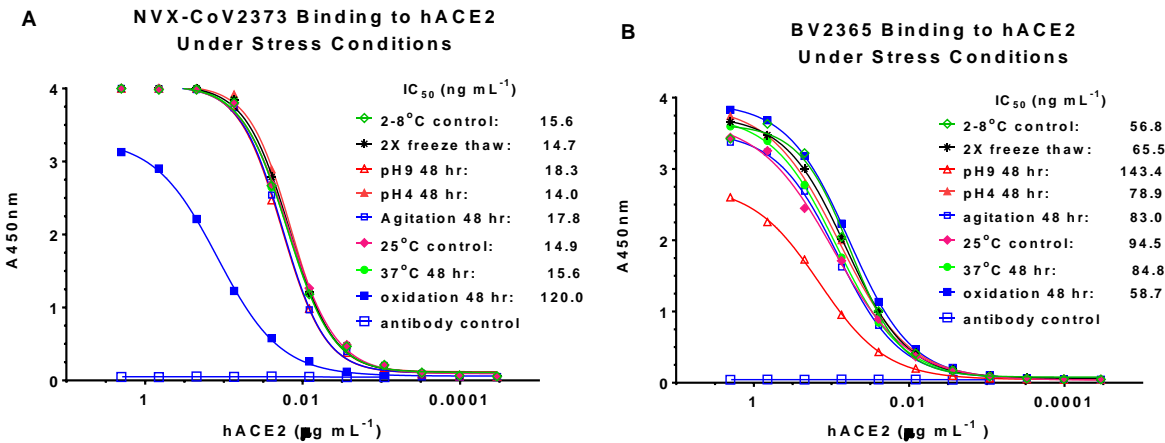 A
NVX-CoV2373 Binding to hACE2
Under Stress Conditions
IC50 (ng mL-1)
2-8°C control: 15.6
2X freeze thaw: 14.7
pH9 48 hr: 18.3
pH4 48 hr: 14.0
Agitation 48 hr: 17.8
25°C control: 14.9
37°C 48 hr: 15.6
oxidation 48 hr: 120.0
antibody control
A450nm
4
3
2
1
0
1
0.01
0.0001
hACE2 (μg mL-1)
B
BV2365 Binding to hACE2
Under Stress Conditions
IC50 (ng mL-1)
2-8°C control: 56.8
2X freeze thaw: 65.5
pH9 48 hr: 143.4
pH4 48 hr: 78.9
agitation 48 hr: 83.0
25°C control: 94.5
37°C 48 hr: 84.8
oxidation 48 hr: 58.7
antibody control
A450nm
4
3
2
1
0
1
0.01
0.0001
hACE2 (μg mL-1)